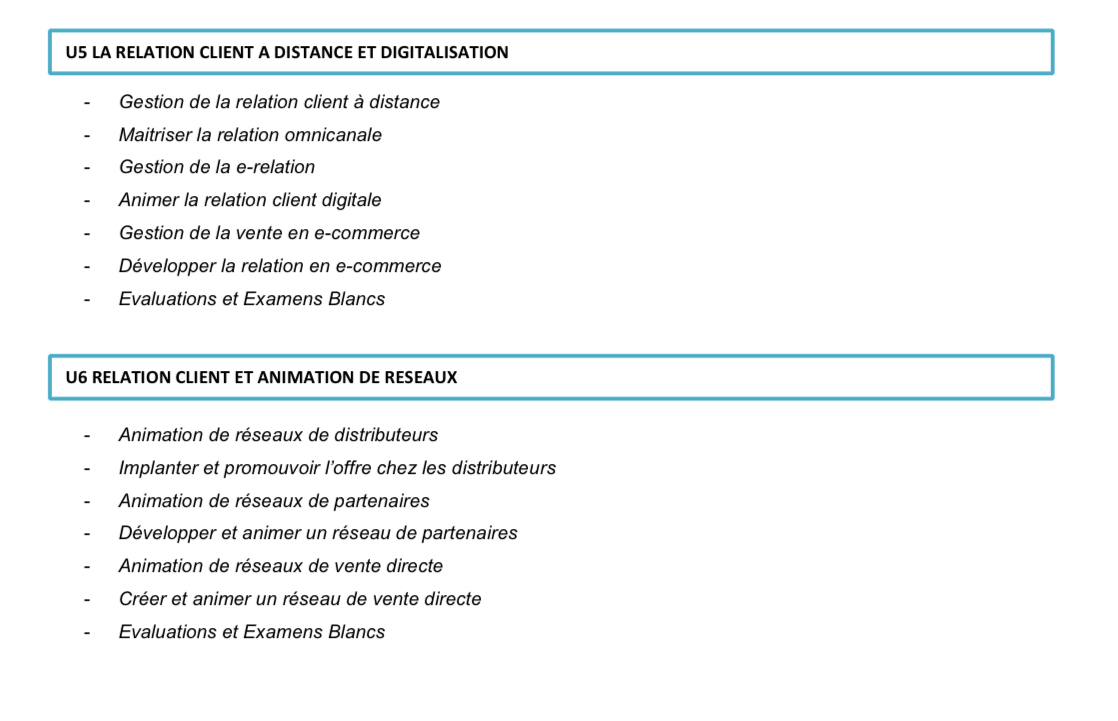 U5 LA RELATION CLIENT A DISTANCE ET DIGITALISATION
- Gestion de la relation client à distance
- Maitriser la relation omnicanale
- Gestion de la e-relation
- Animer la relation client digitale
- Gestion de la vente en e-commerce
- Développer la relation en e-commerce
- Evaluations et Examens Blancs
U6 RELATION CLIENT ET ANIMATION DE RESEAUX
- Animation de réseaux de distributeurs
- Implanter et promouvoir l’offre chez les distributeurs
- Animation de réseaux de partenaires
- Développer et animer un réseau de partenaires
- Animation de réseaux de vente directe
- Créer et animer un réseau de vente directe
- Evaluations et Examens Blancs